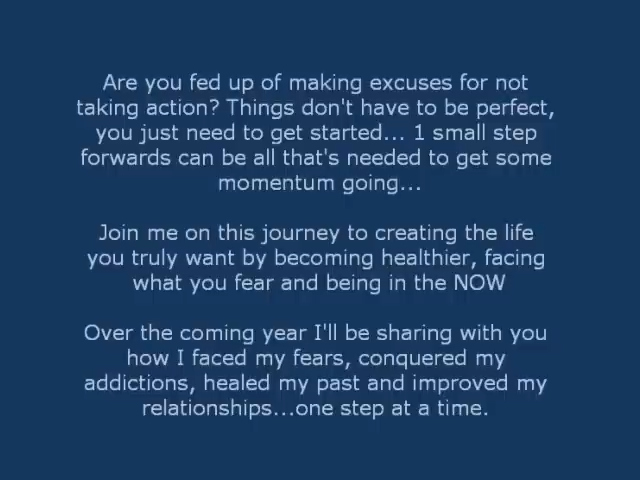 Are you fed up of making excuses for not
taking action? Things don't have to be perfect,
you just need to get started... 1 small step
forwards can be all that's needed to get some
momentum going...
Join me on this journey to creating the life
you truly want by becoming healthier, facing
what you fear and being in the NOW
Over the coming year I'll be sharing with you
how I faced my fears, conquered my
addictions, healed my past and improved my
relationships...one step at a time.